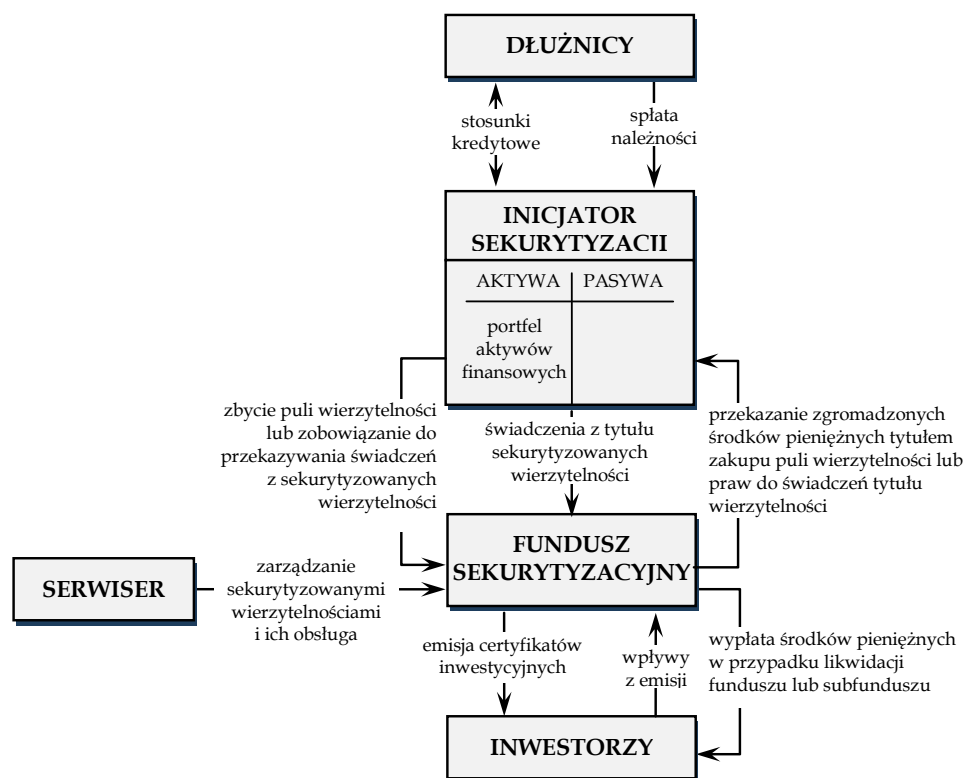 DŁUŻNICY
stosunki
kredytowe
spłata
należności
INICJATOR
SEKURYTYZACJI
AKTYWA
PASYWA
portfel
aktywów
finansowych
zbycie puli wierzytelności
lub zobowiązanie do
przekazywania świadczeń
z sekurytyzowanych
wierzytelności
świadczenia z tytułu
sekurytyzowanych
wierzytelności
przekazanie zgromadzonych
środków pieniężnych tytułem
zakupu puli wierzytelności lub
praw do świadczeń tytułu
wierzytelności
FUNDUSZ
SEKURYTYZACYJNY
SERWISER
zarządzanie
sekurytyzowanymi
wierzytelnościami
i ich obsługa
emisja certyfikatów
inwestycyjnych
wpływy
z emisji
wypłata środków pieniężnych
w przypadku likwidacji
funduszu lub subfunduszu
INWESTORZY